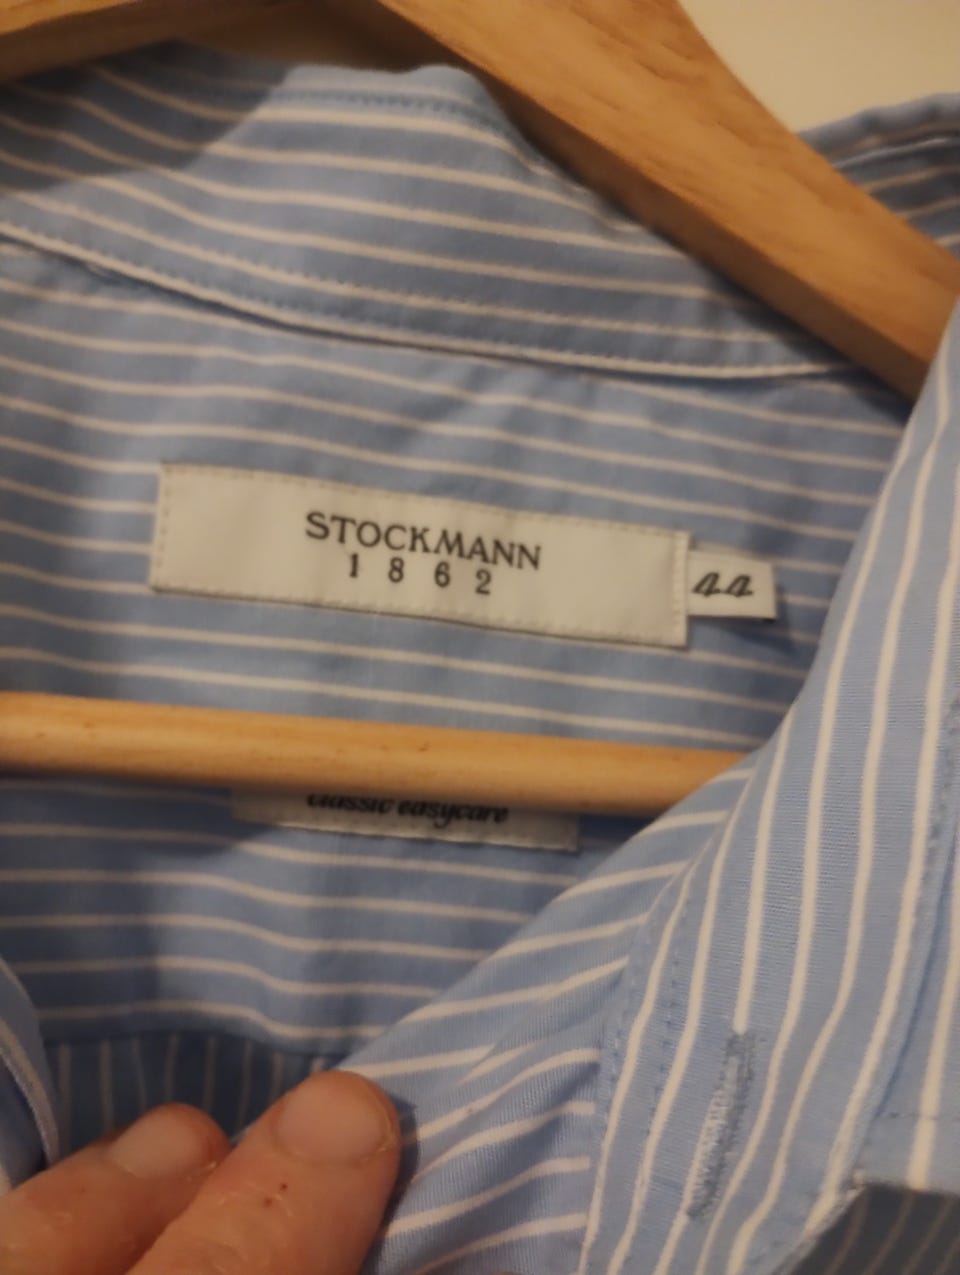 STOCKMANN
1862
44
classic easycare